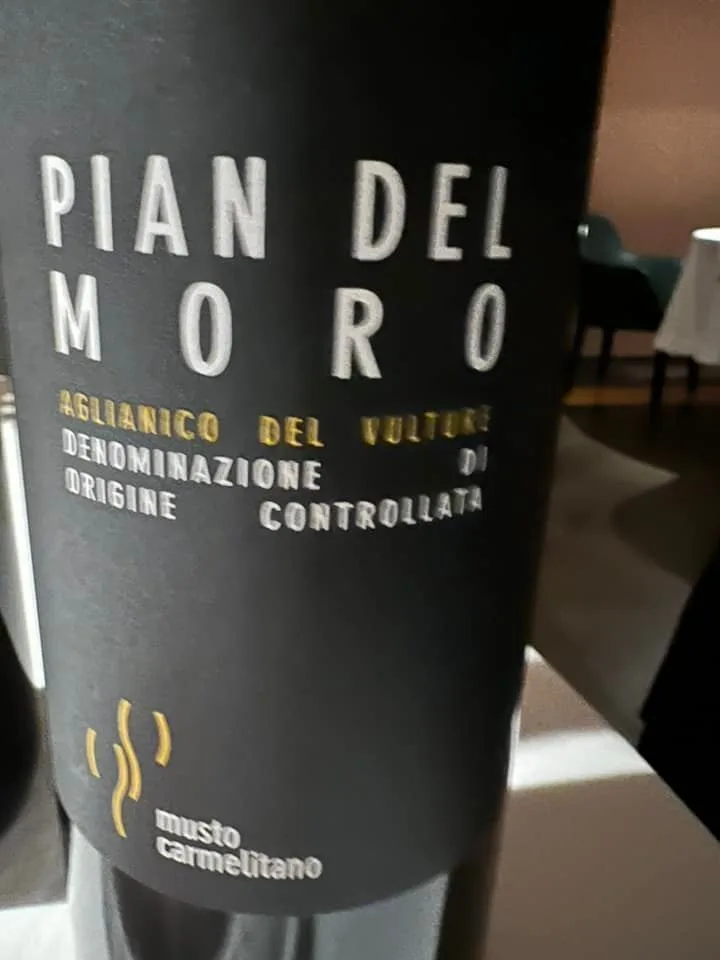 PIAN DEL
MORO
AGLIANICO DEL VULTURE
DENOMINAZIONE DI
ORIGINE CONTROLLATA
musto
carmelitano